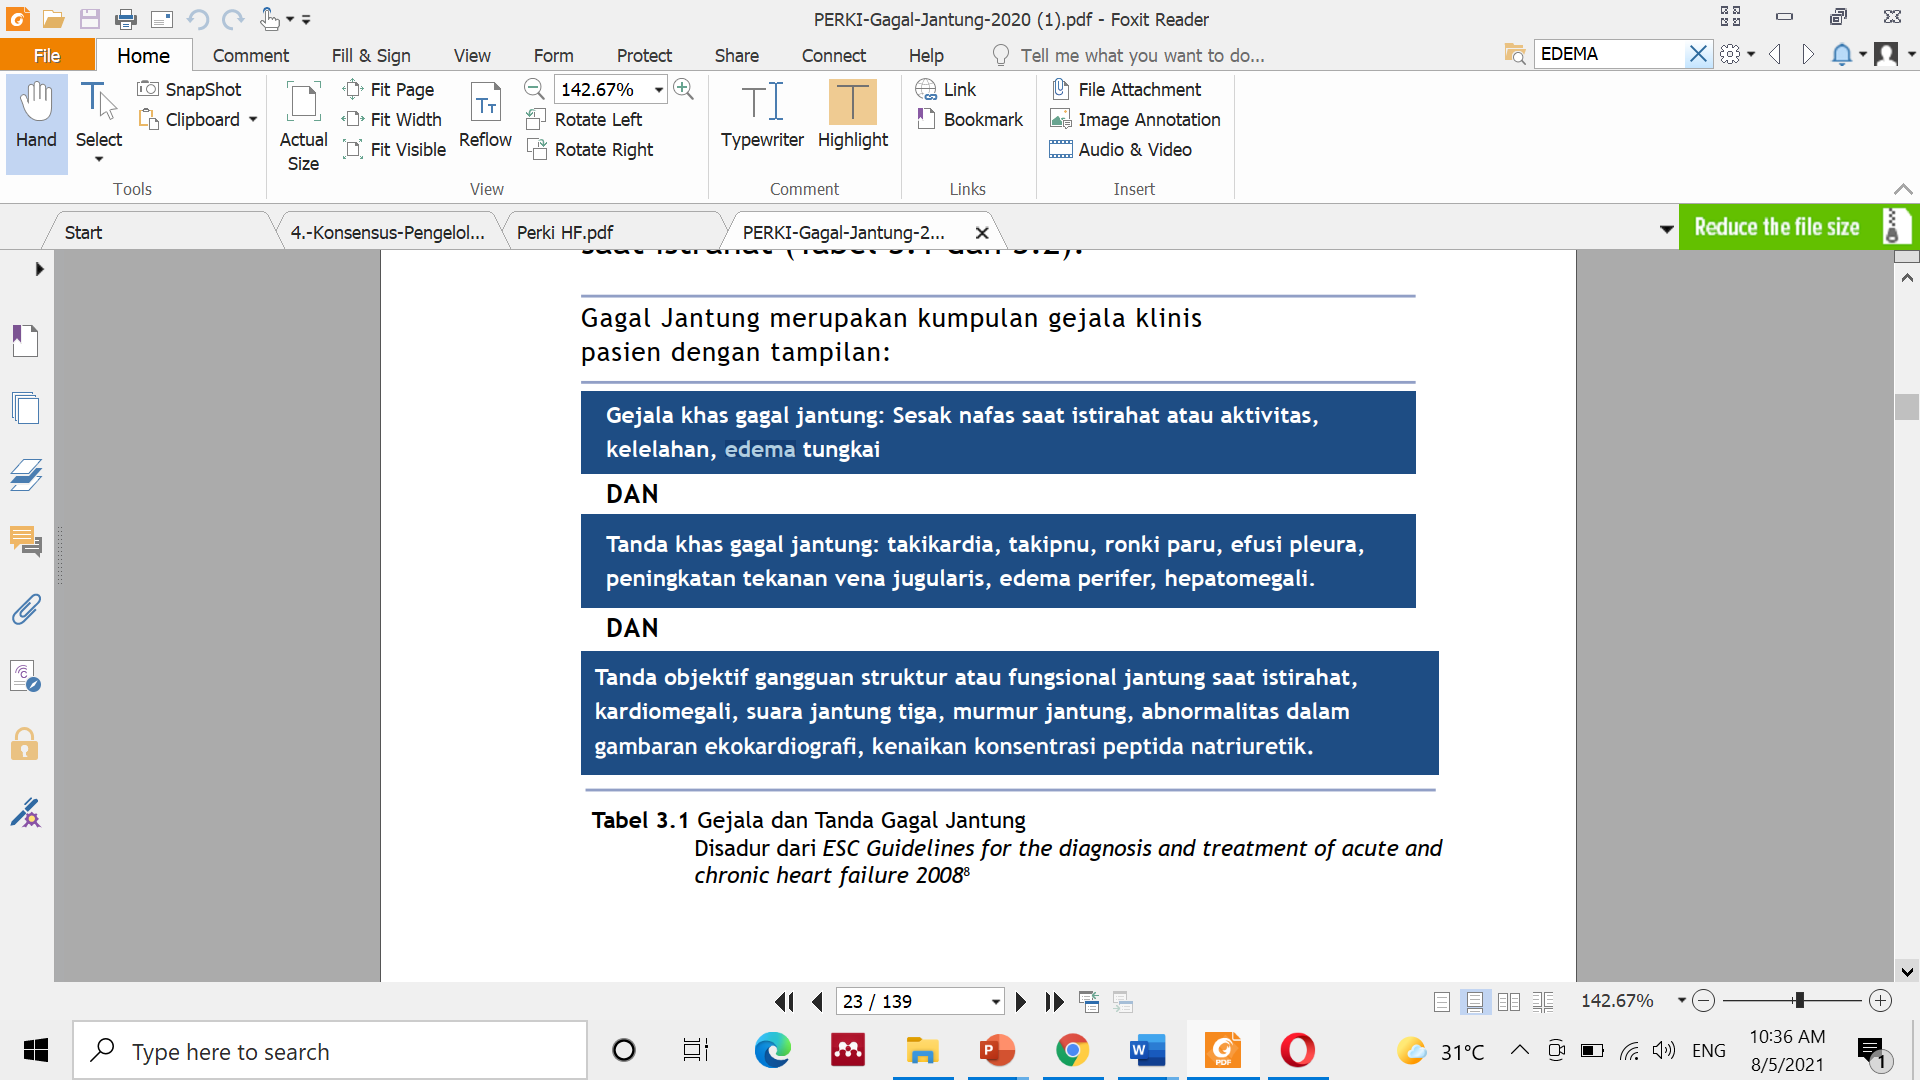 PERKI-Gagal-Jantung-2020 (1).pdf - Foxit Reader
File Home Comment Fill & Sign View Form Protect Share Connect Help Tell me what you want to do... EDEMA
Hand
Select
SnapShot
Clipboard
Tools
Actual Size
Fit Page
Fit Width
Fit Visible
Reflow
142.67%
Rotate Left
Rotate Right
View
Typewriter
Highlight
Comment
Link
Bookmark
Links
File Attachment
Image Annotation
Audio & Video
Insert
Start 4.-Konsensus-Pengelol... Perki HF.pdf PERKI-Gagal-Jantung-2... Reduce the file size
saat istirahat (Tabel 3.1 dan 3.2).
Gagal Jantung merupakan kumpulan gejala klinis
pasien dengan tampilan:
Gejala khas gagal jantung: Sesak nafas saat istirahat atau aktivitas,
kelelahan, edema tungkai
DAN
Tanda khas gagal jantung: takikardia, takipnu, ronki paru, efusi pleura,
peningkatan tekanan vena jugularis, edema perifer, hepatomegali.
DAN
Tanda objektif gangguan struktur atau fungsional jantung saat istirahat,
kardiomegali, suara jantung tiga, murmur jantung, abnormalitas dalam
gambaran ekokardiografi, kenaikan konsentrasi peptida natriuretik.
Tabel 3.1 Gejala dan Tanda Gagal Jantung
Disadur dari ESC Guidelines for the diagnosis and treatment of acute and
chronic heart failure 2008⁸
23 / 139 142.67%
Type here to search
31°C ENG
10:36 AM
8/5/2021
1